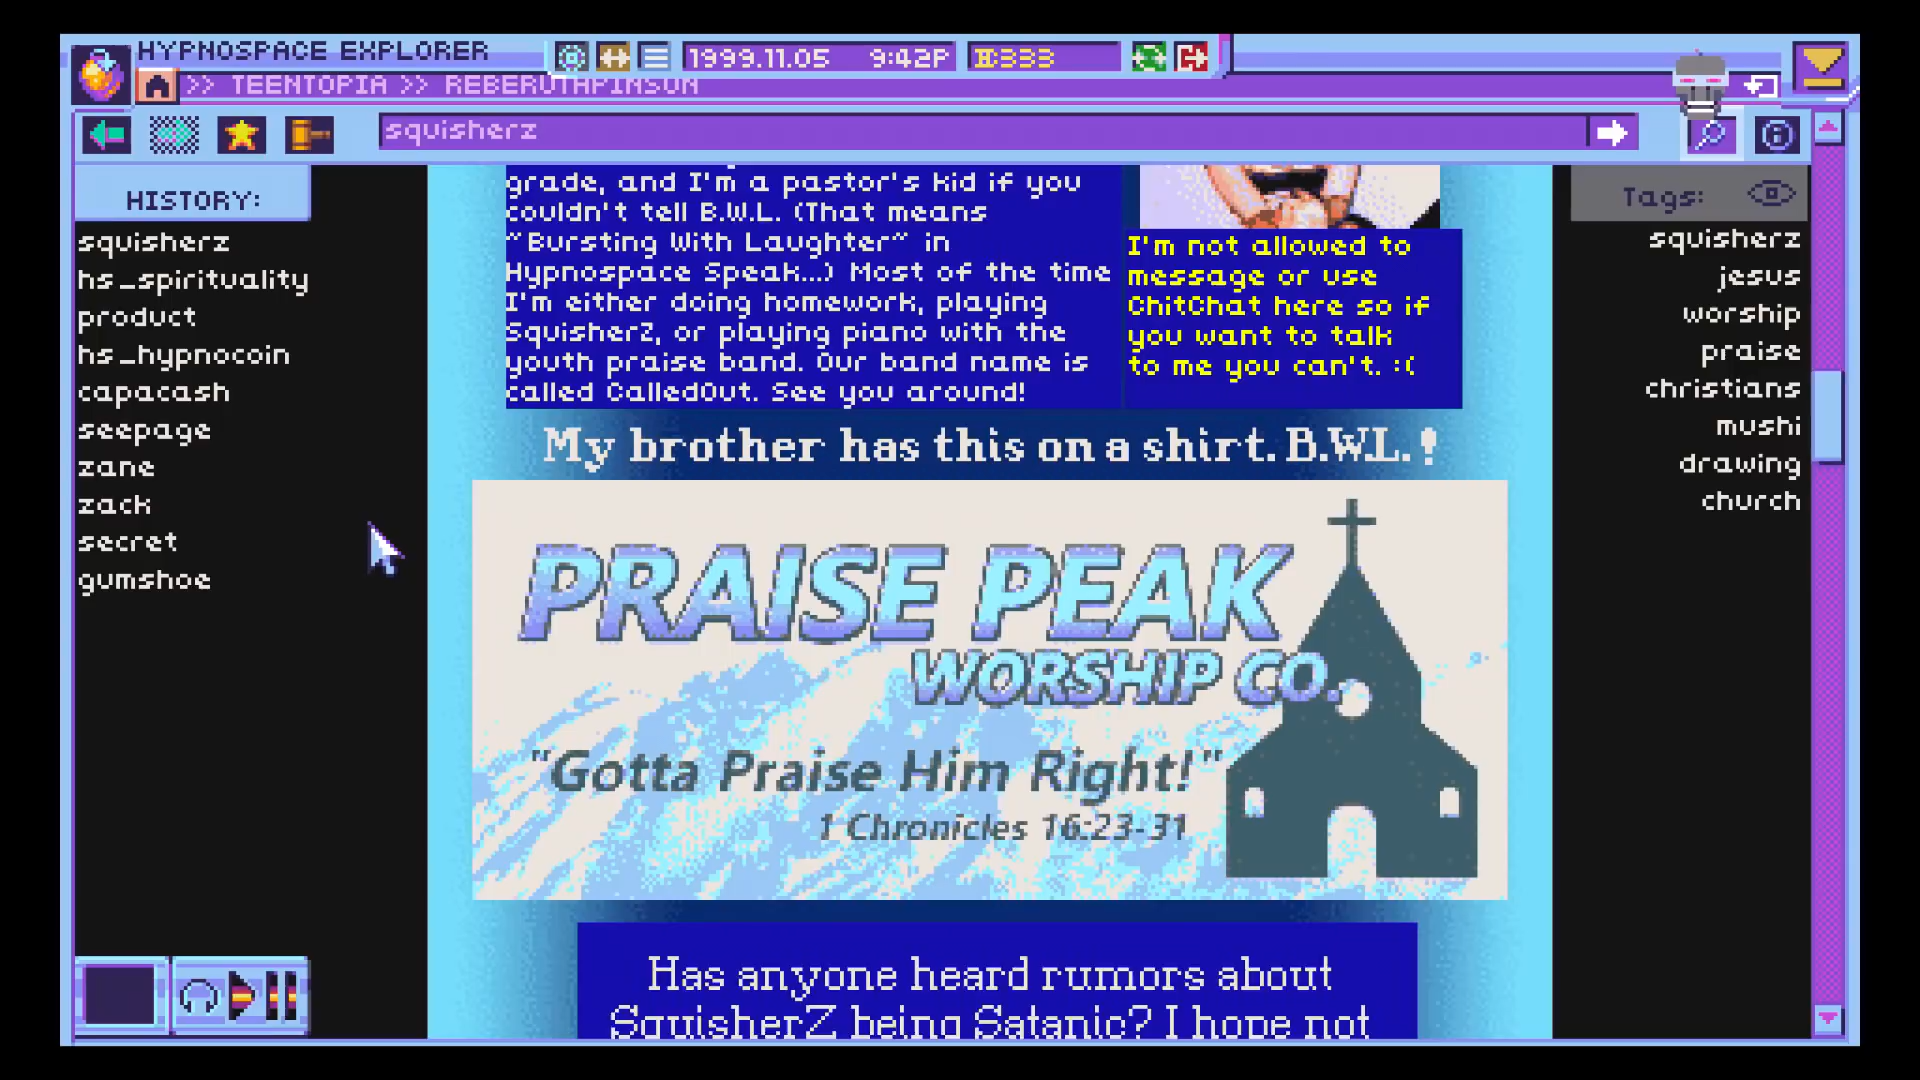 HYPNOSPACE EXPLORER
1999.11.05 9:42P
333
>> TEENTOPIA >> REBERUTHPINSON
squisherz
HISTORY:
squisherz
hs_spirituality
product
hs_hypnocoin
capacash
seepage
zane
zack
secret
gumshoe
grade, and I'm a pastor's kid if you
couldn't tell B.W.L. (That means
~Bursting With Laughter~ in
Hypnospace Speak...) Most of the time
I'm either doing homework, playing
SquisherZ, or playing piano with the
youth praise band. Our band name is
called CalledOut. See you around!
I'm not allowed to
message or use
ChitChat here so if
you want to talk
to me you can't. :(
My brother has this on a shirt. B.W.L. !
PRAISE PEAK
WORSHIP CO.
"Gotta Praise Him Right!"
1 Chronicles 16:23-31
Has anyone heard rumors about
SquisherZ being Satanic? I hope not
Tags:
squisherz
jesus
worship
praise
christians
mushi
drawing
church